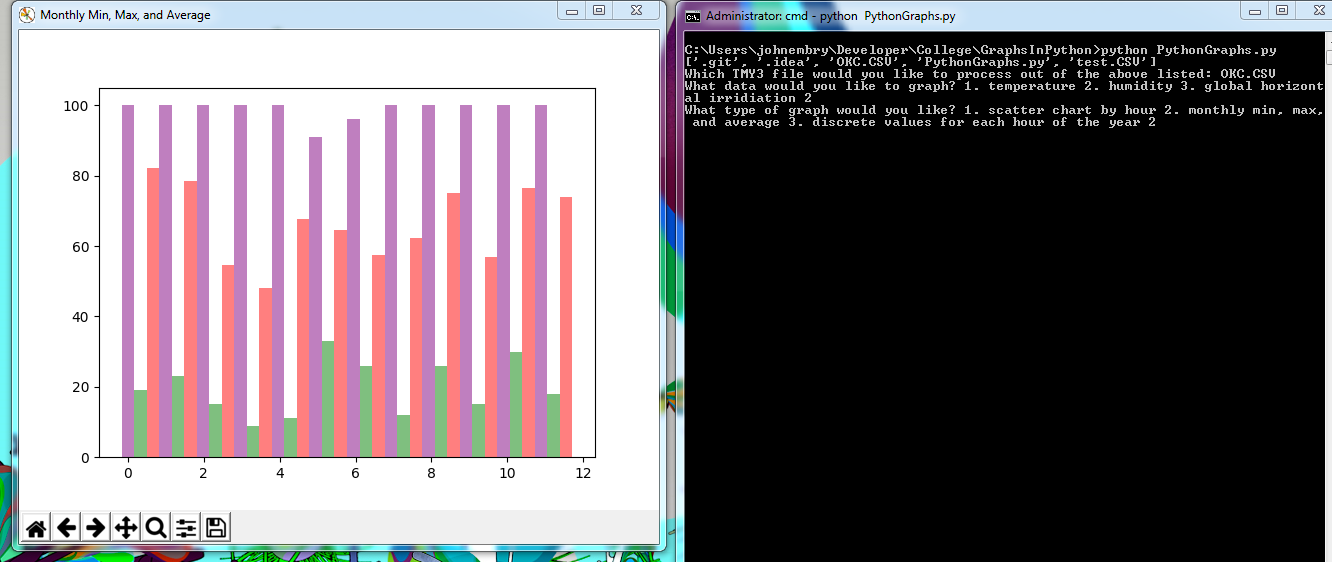 Monthly Min, Max, and Average
100
80
60
40
20
0
0 2 4 6 8 10 12
Administrator: cmd - python  PythonGraphs.py
C:\Users\johnembry\Developer\College\GraphsInPython>python PythonGraphs.py
['.git', '.idea', 'OKC.CSV', 'PythonGraphs.py', 'test.CSV']
Which TMY3 file would you like to process out of the above listed: OKC.CSV
What data would you like to graph? 1. temperature 2. humidity 3. global horizont
al irridiation 2
What type of graph would you like? 1. scatter chart by hour 2. monthly min, max,
 and average 3. discrete values for each hour of the year 2